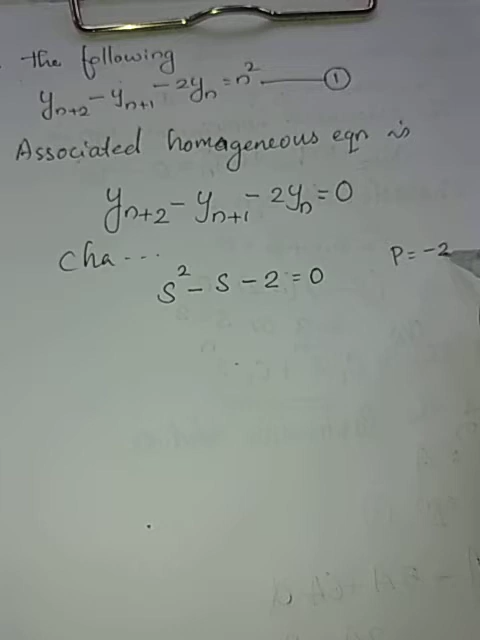 the following
yₙ₊₂ - yₙ₊₁ - 2yₙ = n² —— ①
Associated homogeneous eqn is
yₙ₊₂ - yₙ₊₁ - 2yₙ = 0
Cha...
s² - s - 2 = 0
P = -2